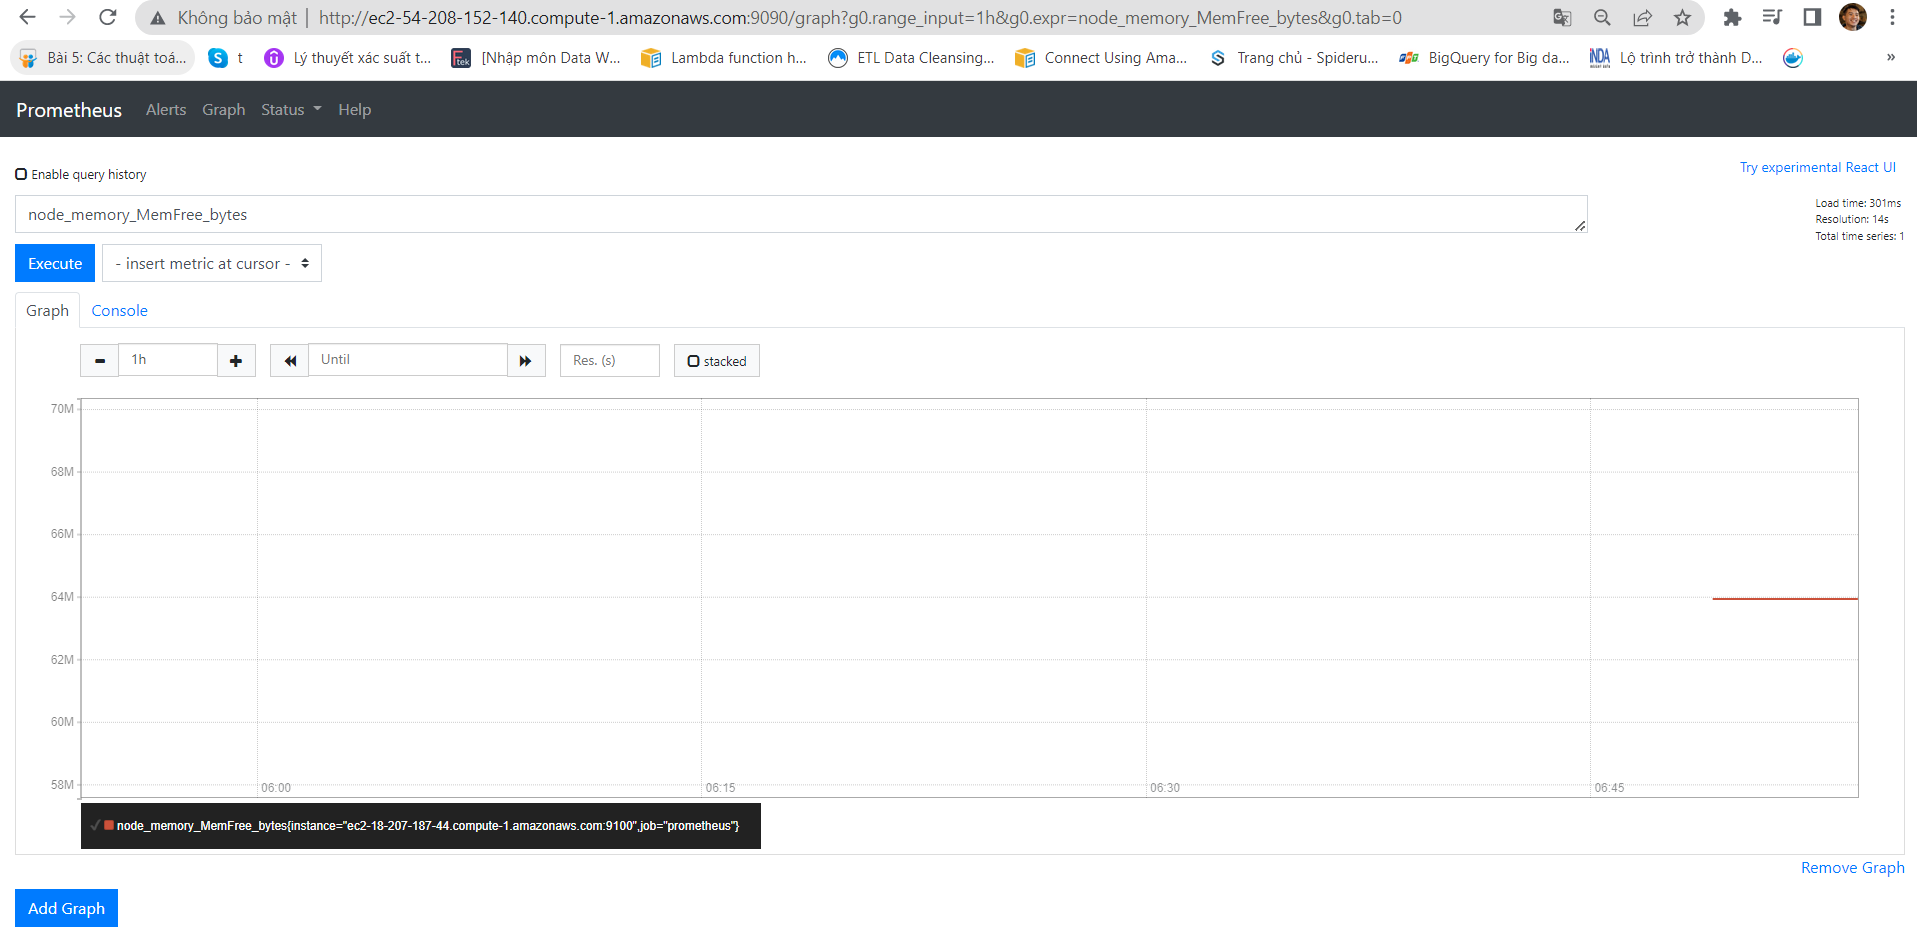 Không bảo mật | http://ec2-54-208-152-140.compute-1.amazonaws.com:9090/graph?g0.range_input=1h&g0.expr=node_memory_MemFree_bytes&g0.tab=0
Bài 5: Các thuật toá... t Lý thuyết xác suất t... [Nhập môn Data W... Lambda function h... ETL Data Cleansing... Connect Using Ama... Trang chủ - Spideru... BigQuery for Big da... Lộ trình trở thành D... »
Prometheus Alerts Graph Status Help
Enable query history
Try experimental React UI
node_memory_MemFree_bytes
Load time: 301ms
Resolution: 14s
Total time series: 1
Execute - insert metric at cursor -
Graph Console
1h Until Res. (s) stacked
70M
68M
66M
64M
62M
60M
58M
06:00 06:15 06:30 06:45
node_memory_MemFree_bytes{instance="ec2-18-207-187-44.compute-1.amazonaws.com:9100",job="prometheus"}
Remove Graph
Add Graph